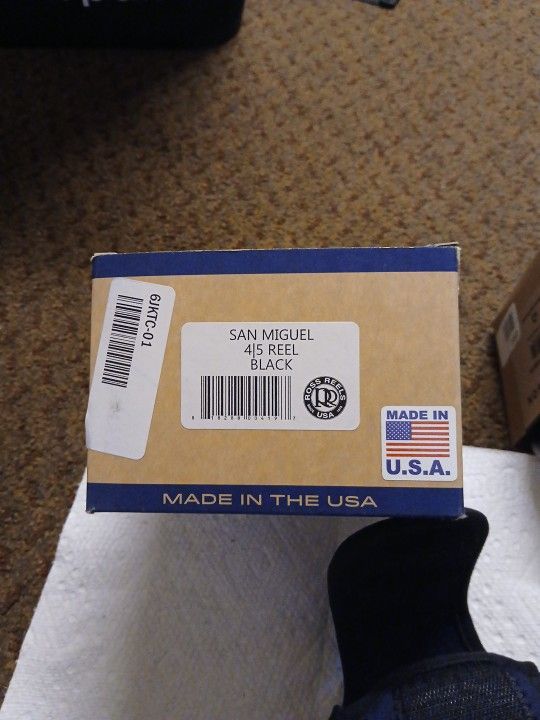 6JKTC-01
SAN MIGUEL
4|5 REEL
BLACK
ROSS REELS
USA
MADE IN
U.S.A.
MADE IN THE USA